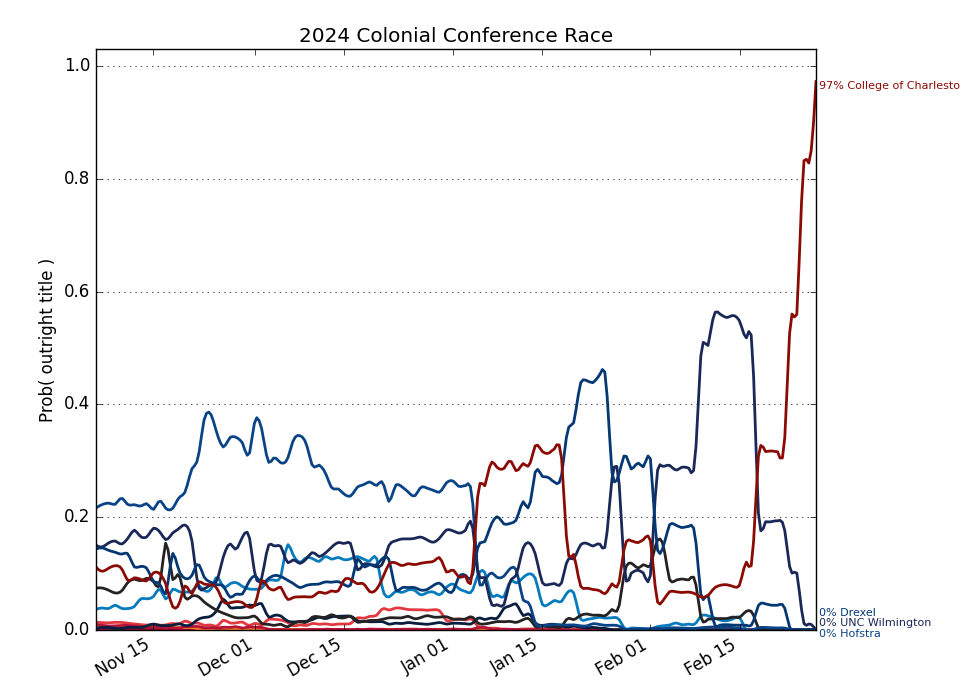 2024 Colonial Conference Race
1.0
0.8
0.6
0.4
0.2
0.0
Prob( outright title )
97% College of Charlesto
0% Drexel
0% UNC Wilmington
0% Hofstra
Nov 15
Dec 01
Dec 15
Jan 01
Jan 15
Feb 01
Feb 15